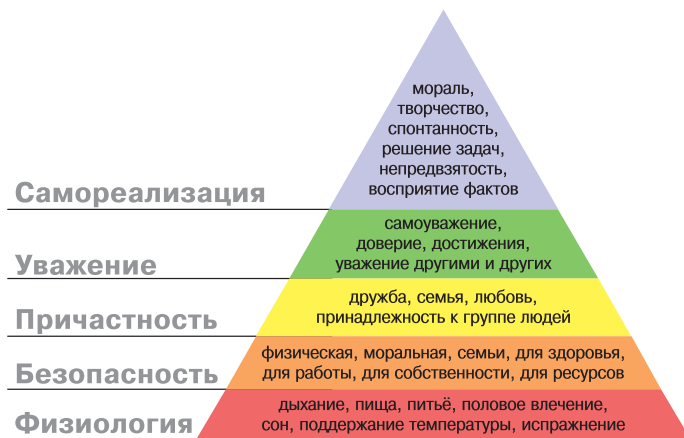 мораль,
творчество,
спонтанность,
решение задач,
непредвзятость,
восприятие фактов
Самореализация
самоуважение,
доверие, достижения,
уважение другими и других
Уважение
дружба, семья, любовь,
принадлежность к группе людей
Причастность
физическая, моральная, семьи, для здоровья,
для работы, для собственности, для ресурсов
Безопасность
дыхание, пища, питьё, половое влечение,
сон, поддержание температуры, испражнение
Физиология